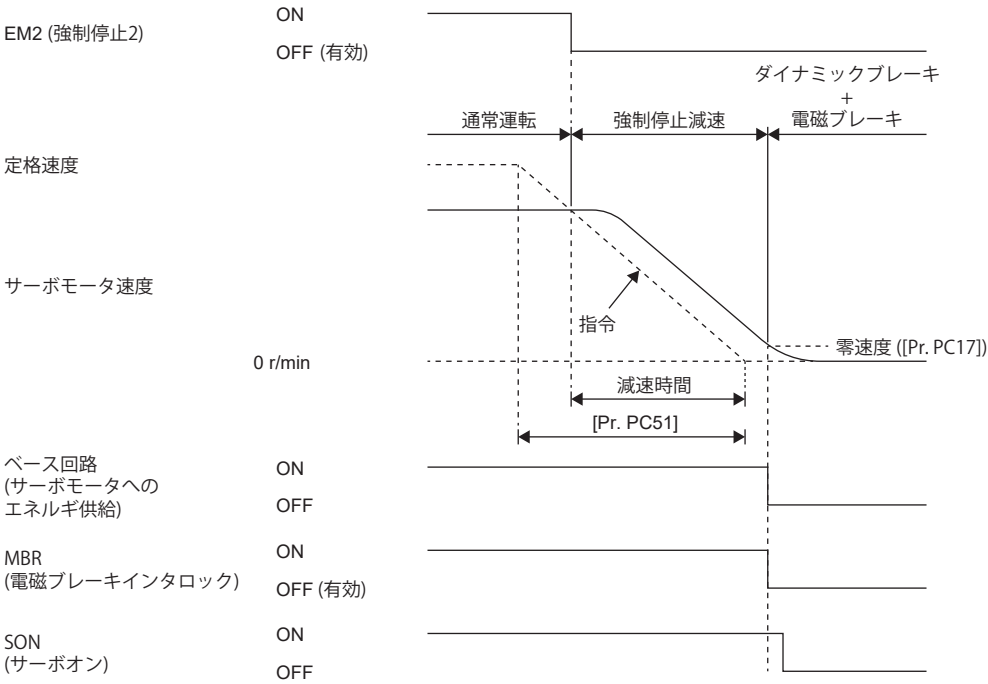 EM2 (強制停止2)
ON
OFF (有効)
ダイナミックブレーキ
+
電磁ブレーキ
通常運転
強制停止減速
定格速度
サーボモータ速度
指令
零速度 ([Pr. PC17])
0 r/min
減速時間
[Pr. PC51]
ベース回路
(サーボモータへの
エネルギ供給)
ON
OFF
MBR
(電磁ブレーキインタロック)
ON
OFF (有効)
SON
(サーボオン)
ON
OFF